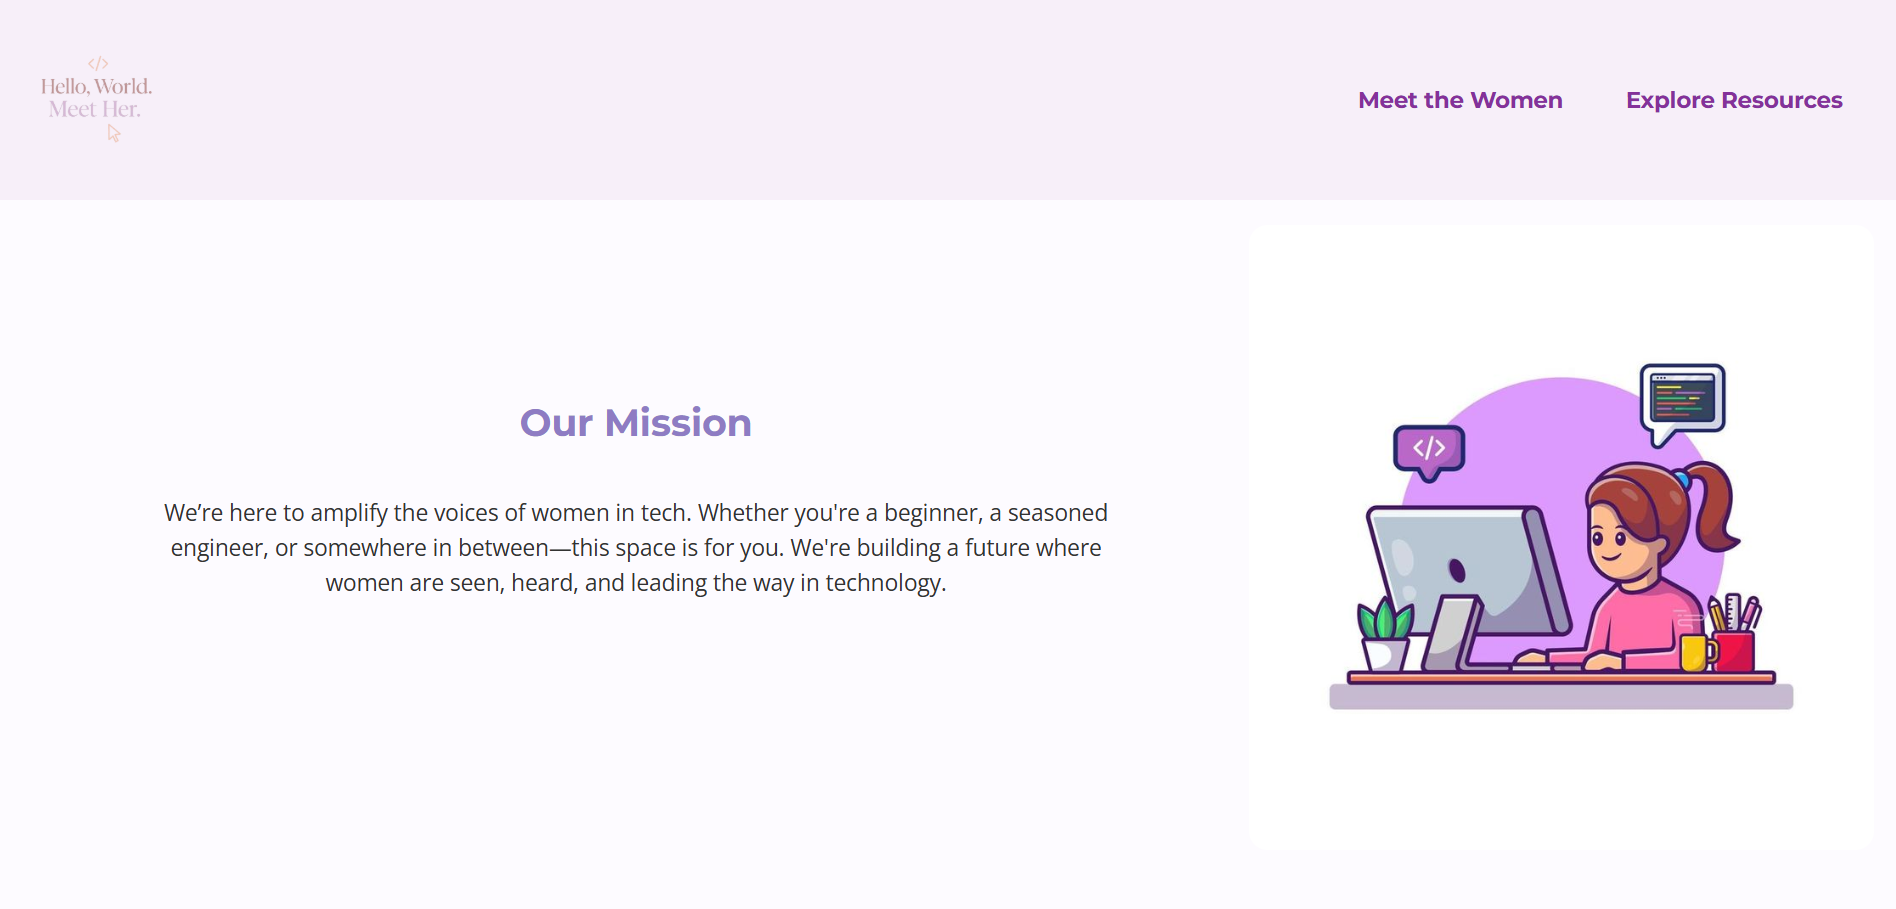 </>
Hello, World.
Meet Her.
Meet the Women
Explore Resources
Our Mission
</>
We’re here to amplify the voices of women in tech. Whether you're a beginner, a seasoned
engineer, or somewhere in between—this space is for you. We're building a future where
women are seen, heard, and leading the way in technology.